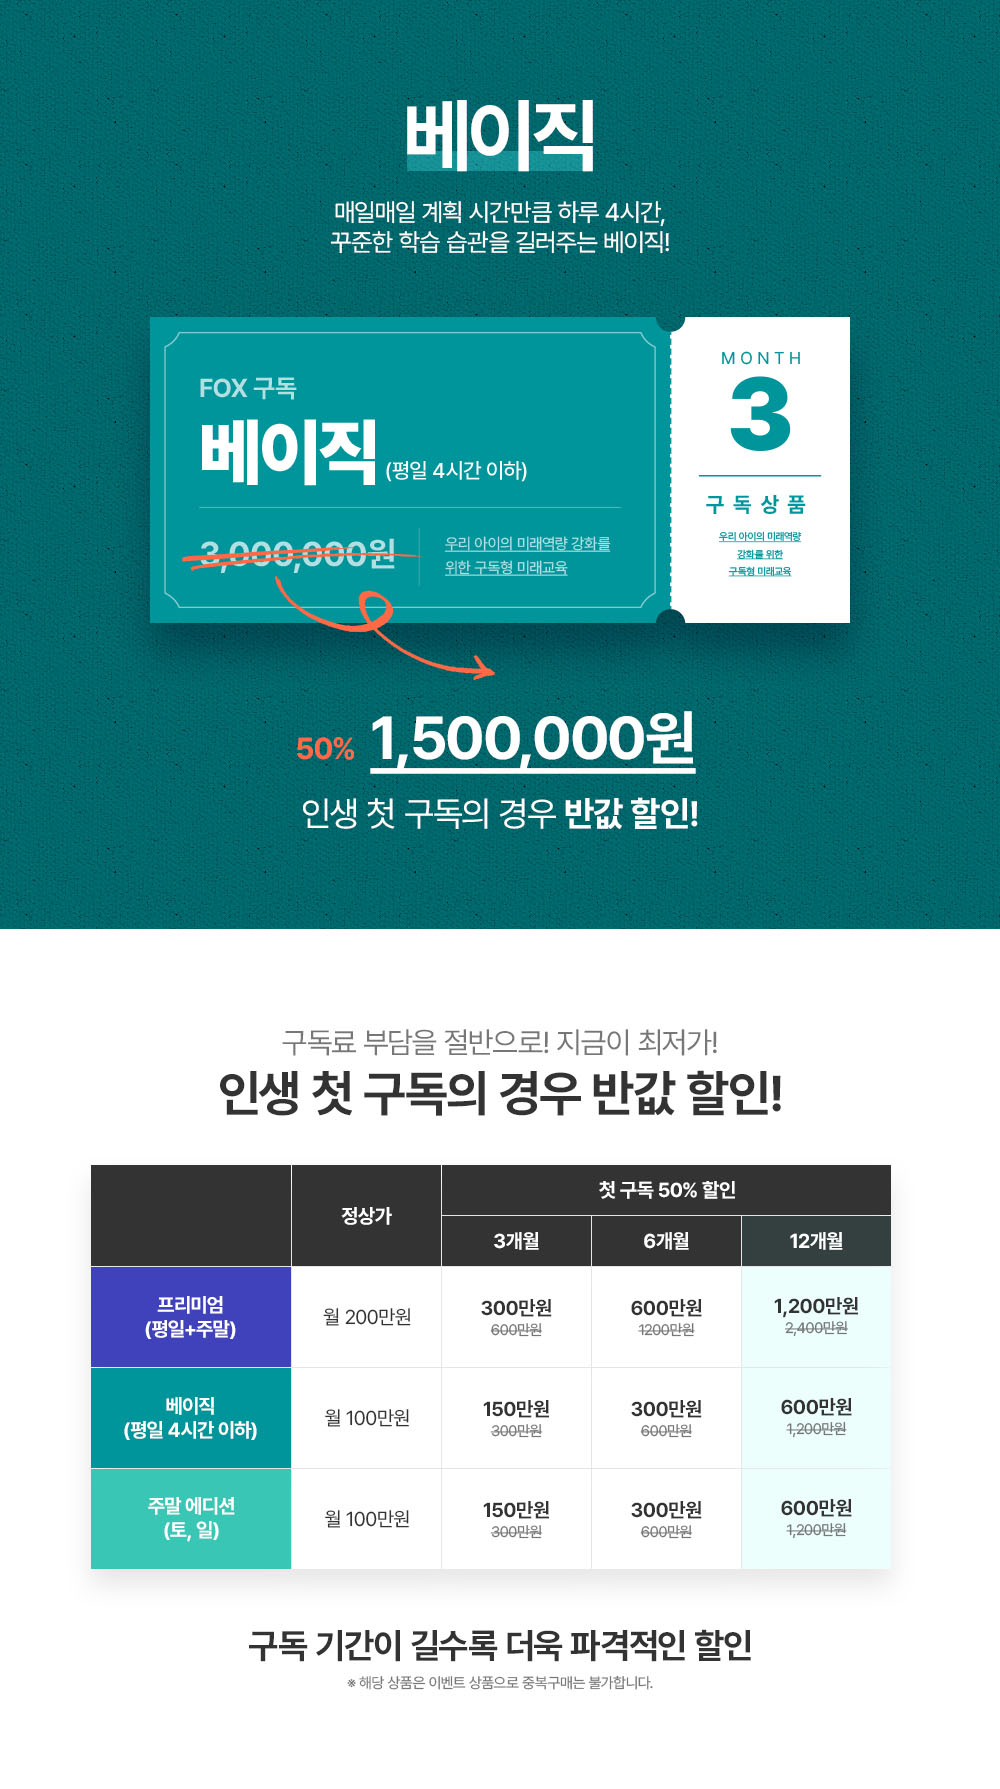 베이직
매일매일 계획 시간만큼 하루 4시간,
꾸준한 학습 습관을 길러주는 베이직!
FOX 구독
베이직 (평일 4시간 이하)
3,000,000원
우리 아이의 미래역량 강화를
위한 구독형 미래교육
MONTH
3
구독상품
우리 아이의 미래역량
강화를 위한
구독형 미래교육
50% 1,500,000원
인생 첫 구독의 경우 반값 할인!
구독료 부담을 절반으로! 지금이 최저가!
인생 첫 구독의 경우 반값 할인!
정상가
첫 구독 50% 할인
3개월 6개월 12개월
프리미엄
(평일+주말)
월 200만원
300만원
600만원
600만원
1200만원
1,200만원
2,400만원
베이직
(평일 4시간 이하)
월 100만원
150만원
300만원
300만원
600만원
600만원
1,200만원
주말 에디션
(토, 일)
월 100만원
150만원
300만원
300만원
600만원
600만원
1,200만원
구독 기간이 길수록 더욱 파격적인 할인
※ 해당 상품은 이벤트 상품으로 중복구매는 불가합니다.